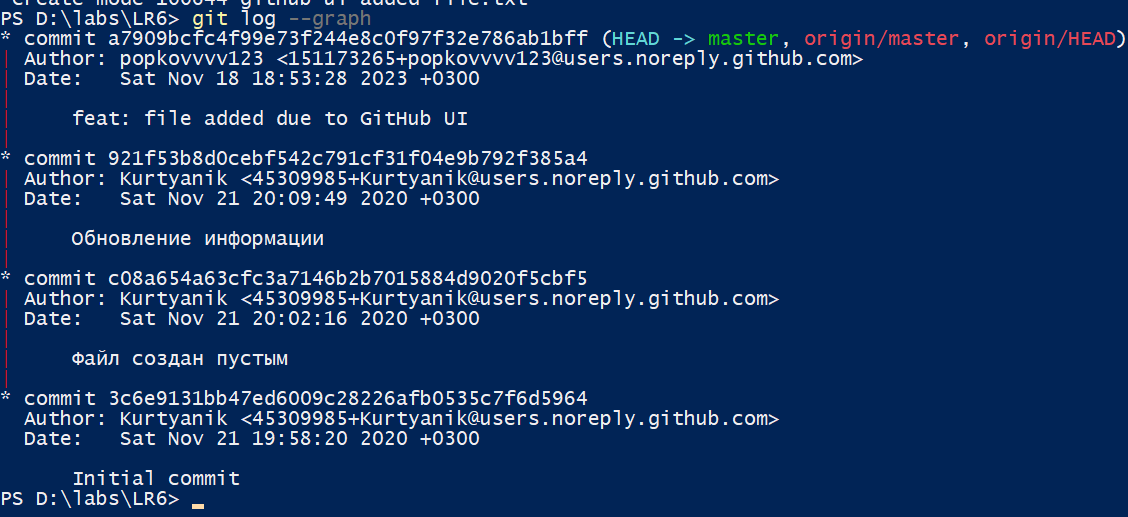 create mode 100644 github ui added file.txt
PS D:\labs\LR6> git log --graph
* commit a7909bcfc4f99e73f244e8c0f97f32e786ab1bff (HEAD -> master, origin/master, origin/HEAD)
| Author: popkovvvv123 <151173265+popkovvvv123@users.noreply.github.com>
| Date:   Sat Nov 18 18:53:28 2023 +0300
|
|     feat: file added due to GitHub UI
|
* commit 921f53b8d0cebf542c791cf31f04e9b792f385a4
| Author: Kurtyanik <45309985+Kurtyanik@users.noreply.github.com>
| Date:   Sat Nov 21 20:09:49 2020 +0300
|
|     Обновление информации
|
* commit c08a654a63cfc3a7146b2b7015884d9020f5cbf5
| Author: Kurtyanik <45309985+Kurtyanik@users.noreply.github.com>
| Date:   Sat Nov 21 20:02:16 2020 +0300
|
|     Файл создан пустым
|
* commit 3c6e9131bb47ed6009c28226afb0535c7f6d5964
  Author: Kurtyanik <45309985+Kurtyanik@users.noreply.github.com>
  Date:   Sat Nov 21 19:58:20 2020 +0300

      Initial commit
PS D:\labs\LR6>